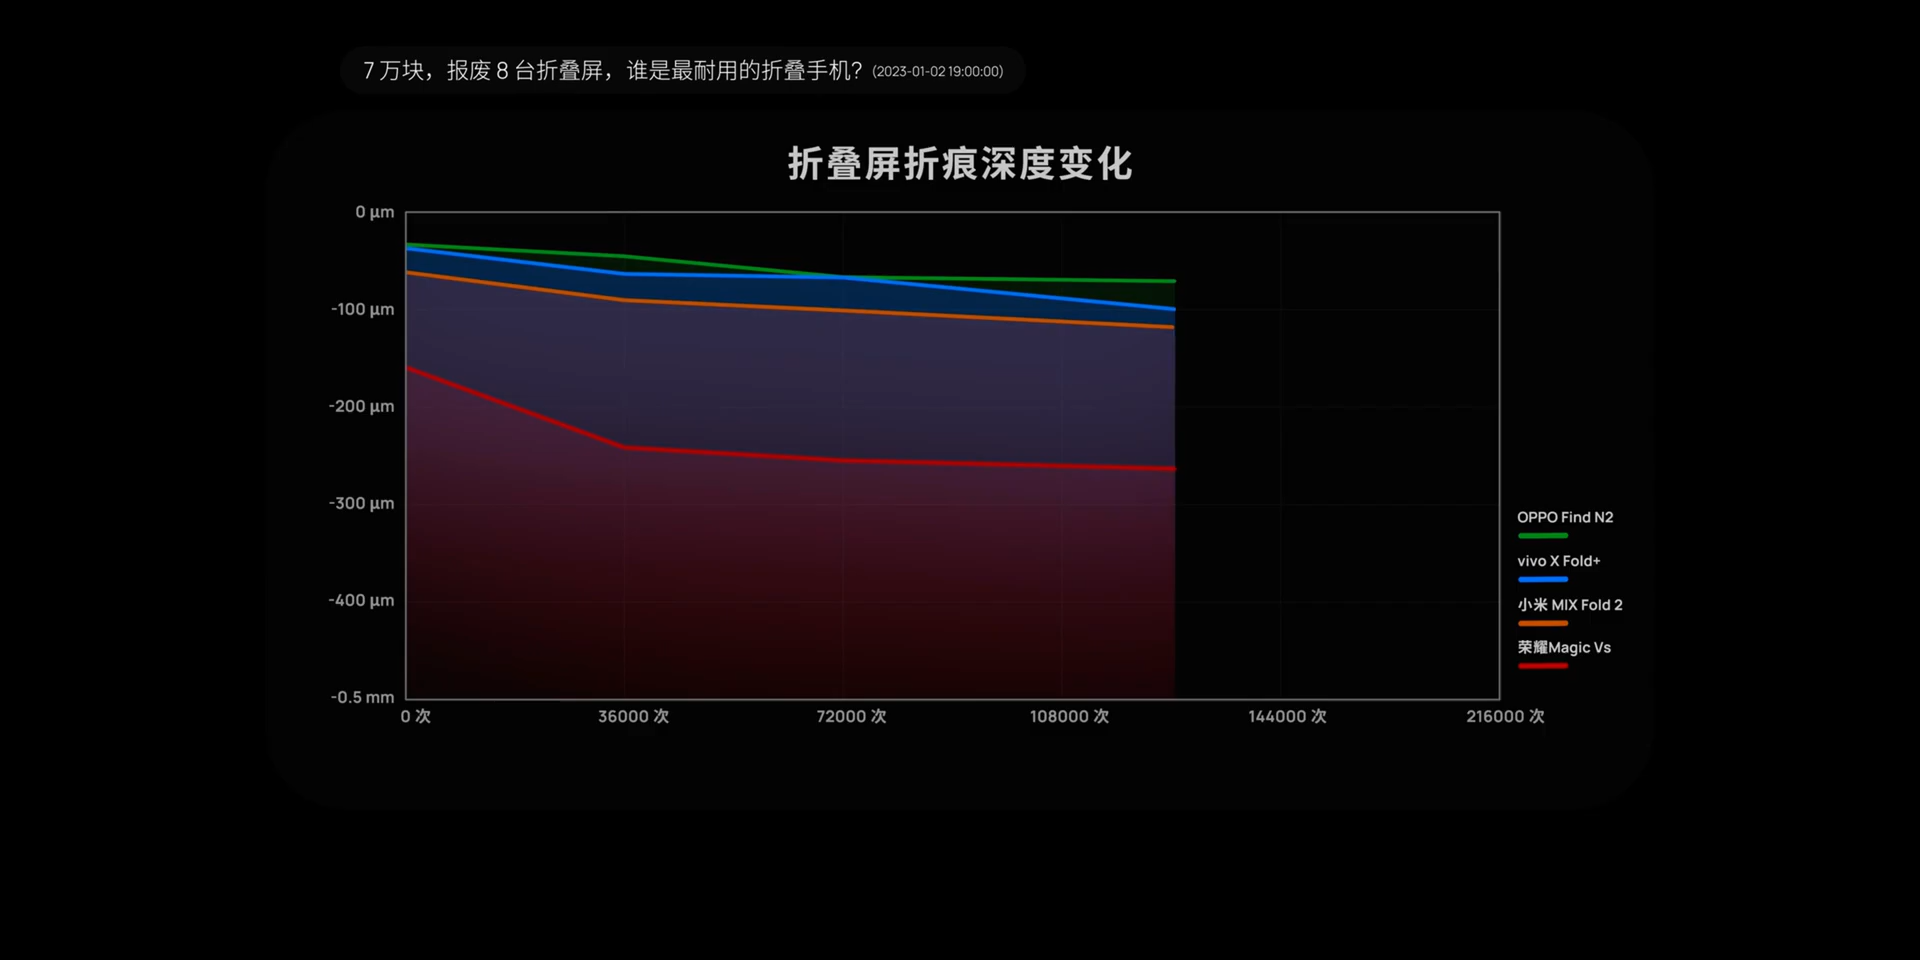 7 万块，报废 8 台折叠屏，谁是最耐用的折叠手机？ (2023-01-02 19:00:00)
折叠屏折痕深度变化
0 μm
-100 μm
-200 μm
-300 μm
-400 μm
-0.5 mm
0 次 36000 次 72000 次 108000 次 144000 次 216000 次
OPPO Find N2
vivo X Fold+
小米 MIX Fold 2
荣耀Magic Vs